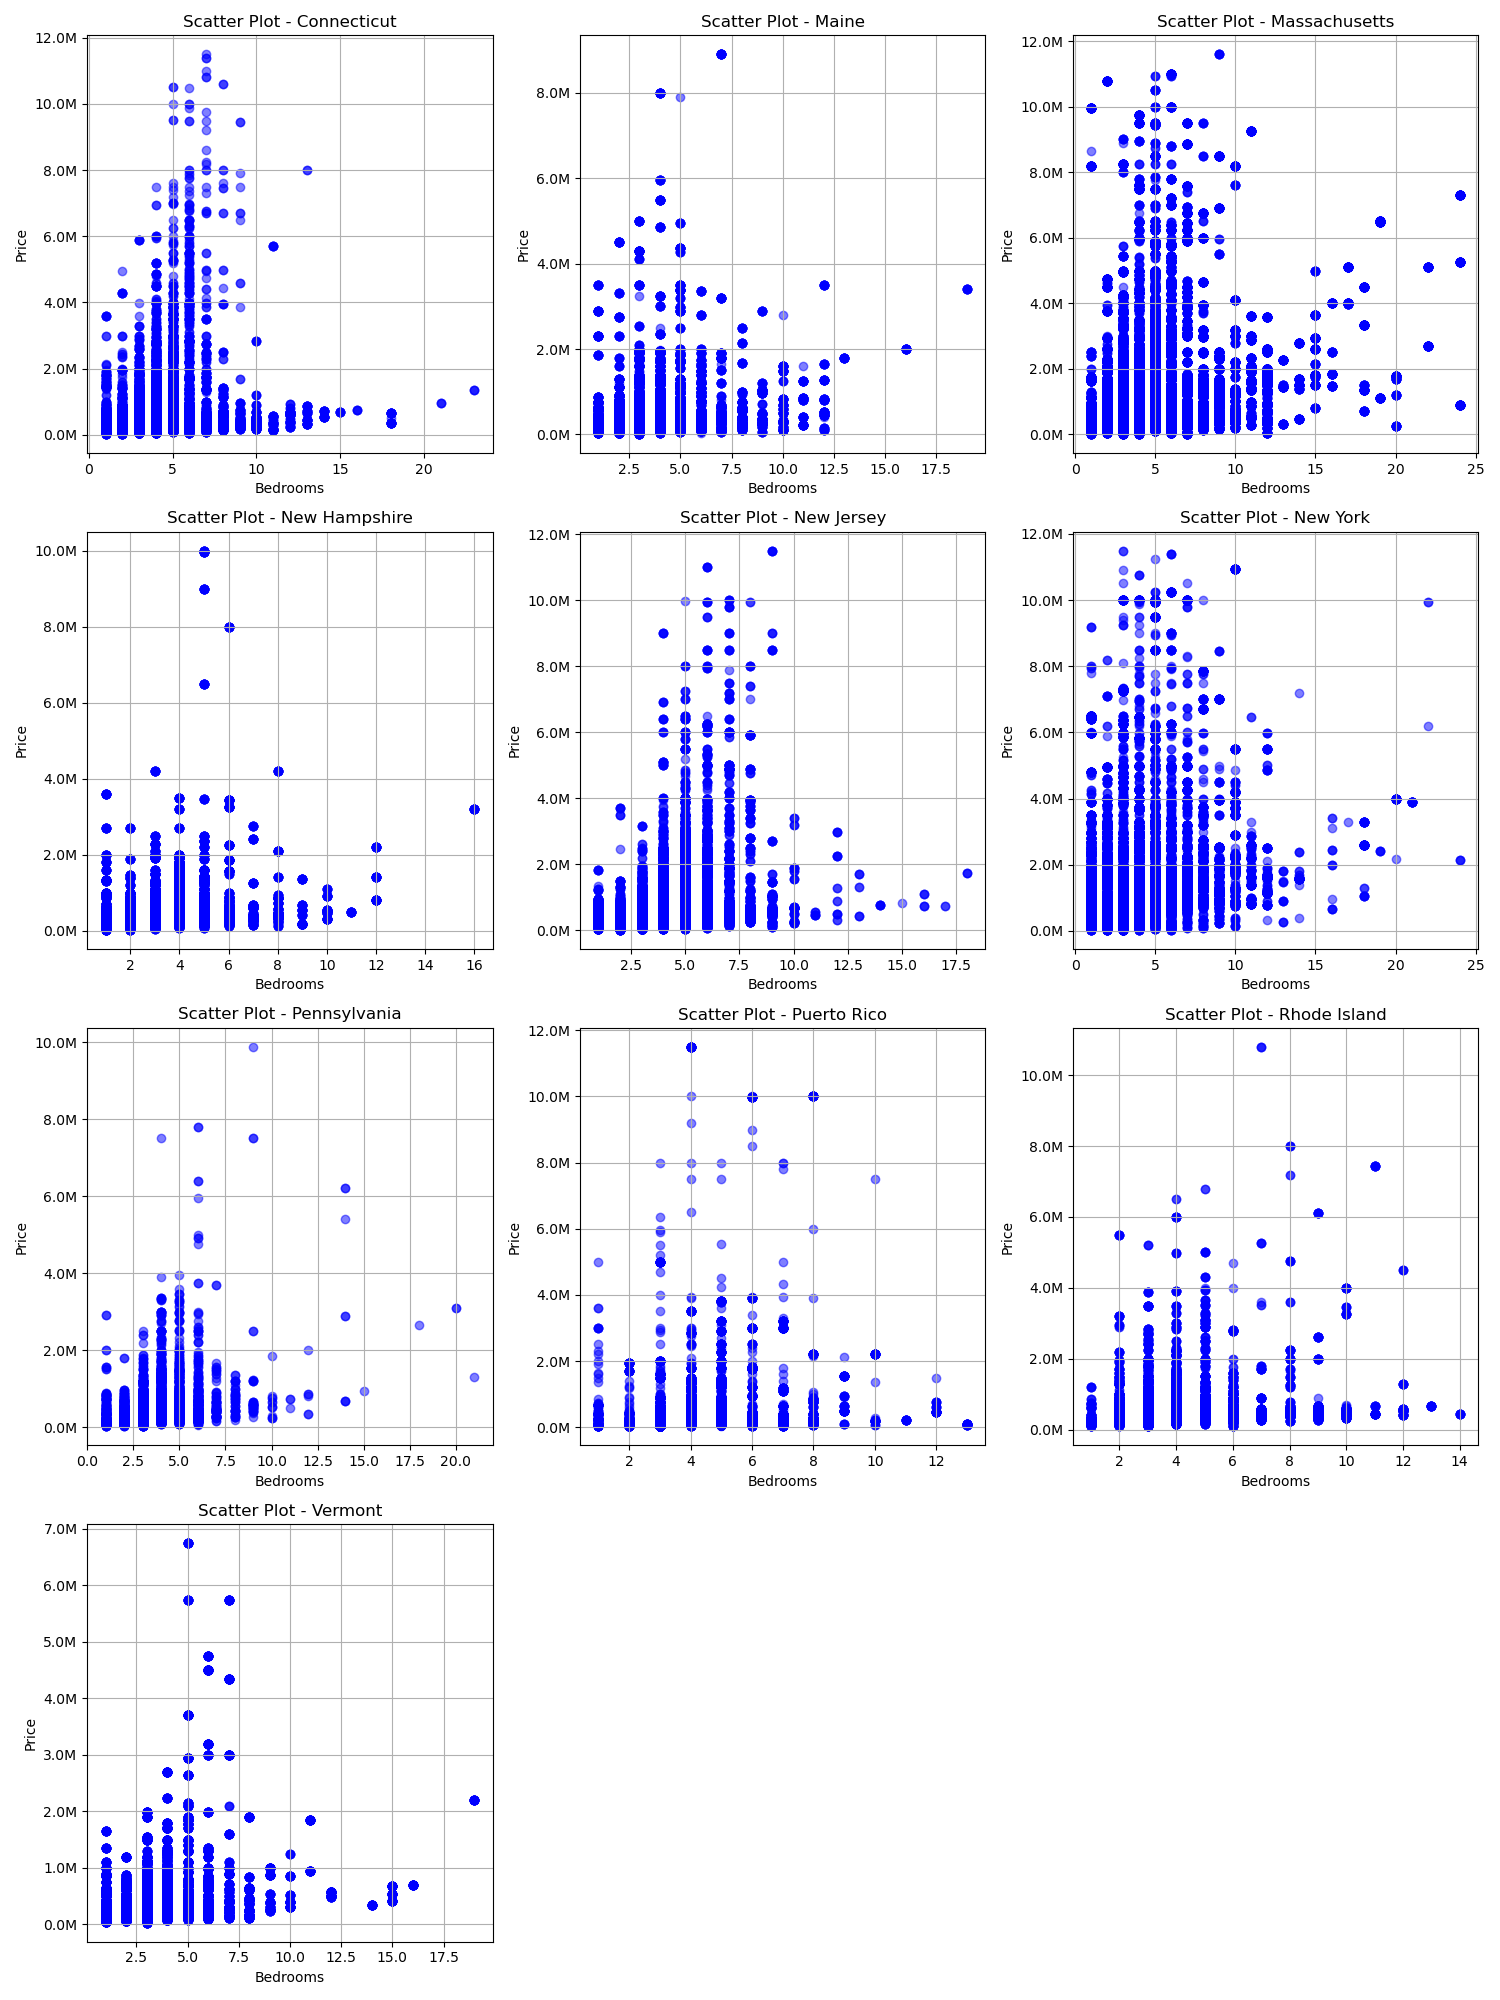 Scatter Plot - Connecticut
12.0M
10.0M
8.0M
6.0M
4.0M
2.0M
0.0M
Price
0 5 10 15 20
Bedrooms
Scatter Plot - Maine
8.0M
6.0M
4.0M
2.0M
0.0M
Price
2.5 5.0 7.5 10.0 12.5 15.0 17.5
Bedrooms
Scatter Plot - Massachusetts
12.0M
10.0M
8.0M
6.0M
4.0M
2.0M
0.0M
Price
0 5 10 15 20 25
Bedrooms
Scatter Plot - New Hampshire
10.0M
8.0M
6.0M
4.0M
2.0M
0.0M
Price
2 4 6 8 10 12 14 16
Bedrooms
Scatter Plot - New Jersey
12.0M
10.0M
8.0M
6.0M
4.0M
2.0M
0.0M
Price
2.5 5.0 7.5 10.0 12.5 15.0 17.5
Bedrooms
Scatter Plot - New York
12.0M
10.0M
8.0M
6.0M
4.0M
2.0M
0.0M
Price
0 5 10 15 20 25
Bedrooms
Scatter Plot - Pennsylvania
10.0M
8.0M
6.0M
4.0M
2.0M
0.0M
Price
0.0 2.5 5.0 7.5 10.0 12.5 15.0 17.5 20.0
Bedrooms
Scatter Plot - Puerto Rico
12.0M
10.0M
8.0M
6.0M
4.0M
2.0M
0.0M
Price
2 4 6 8 10 12
Bedrooms
Scatter Plot - Rhode Island
10.0M
8.0M
6.0M
4.0M
2.0M
0.0M
Price
2 4 6 8 10 12 14
Bedrooms
Scatter Plot - Vermont
7.0M
6.0M
5.0M
4.0M
3.0M
2.0M
1.0M
0.0M
Price
2.5 5.0 7.5 10.0 12.5 15.0 17.5
Bedrooms